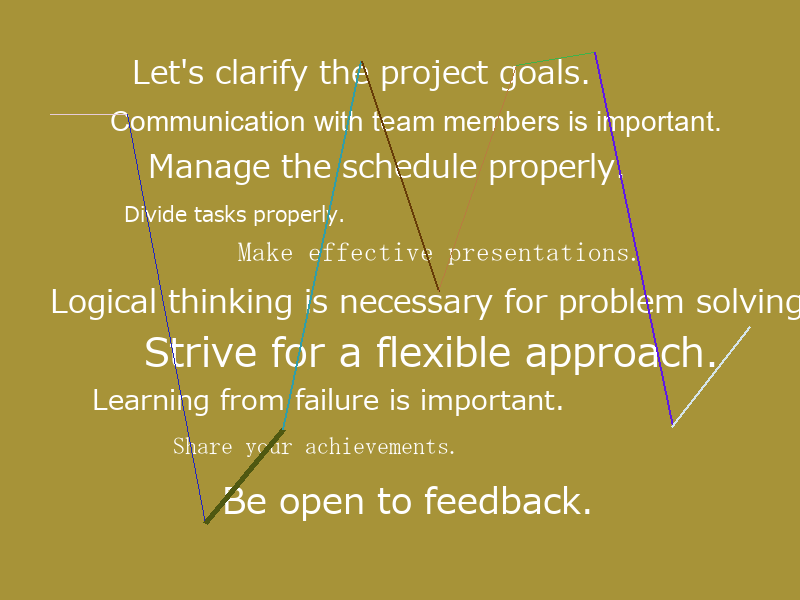 Let's clarify the project goals.
Communication with team members is important.
Manage the schedule properly.
Divide tasks properly.
Make effective presentations.
Logical thinking is necessary for problem solving
Strive for a flexible approach.
Learning from failure is important.
Share your achievements.
Be open to feedback.